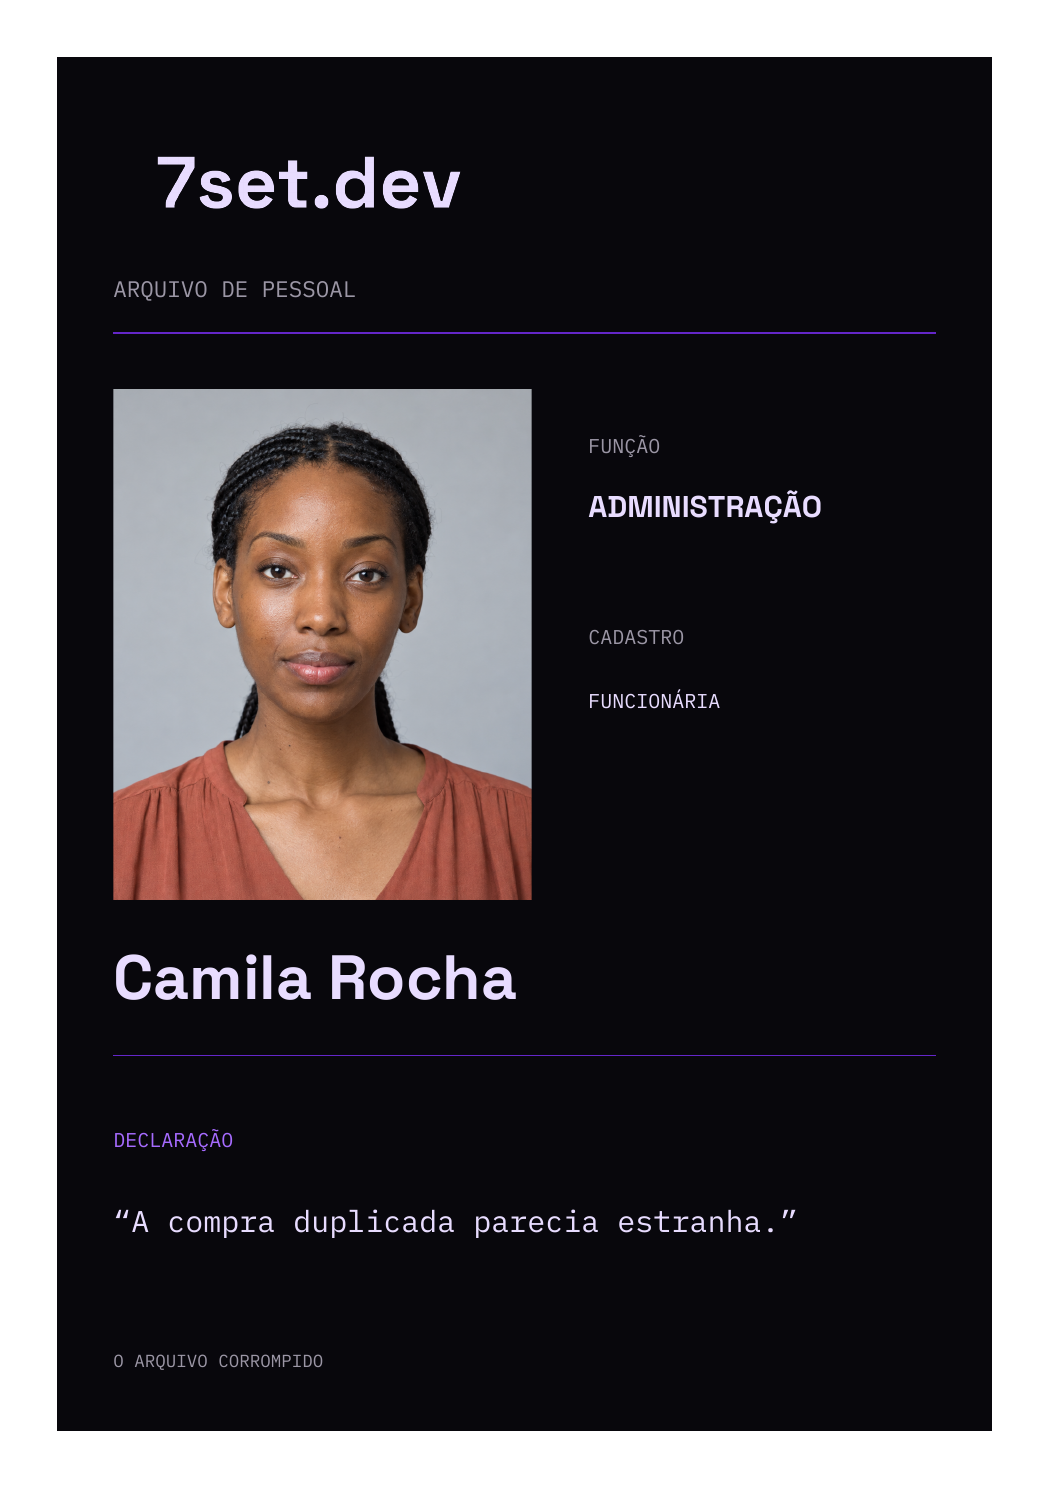 7set.dev
ARQUIVO DE PESSOAL
FUNÇÃO
ADMINISTRAÇÃO
CADASTRO
FUNCIONÁRIA
Camila Rocha
DECLARAÇÃO
“A compra duplicada parecia estranha.”
O ARQUIVO CORROMPIDO